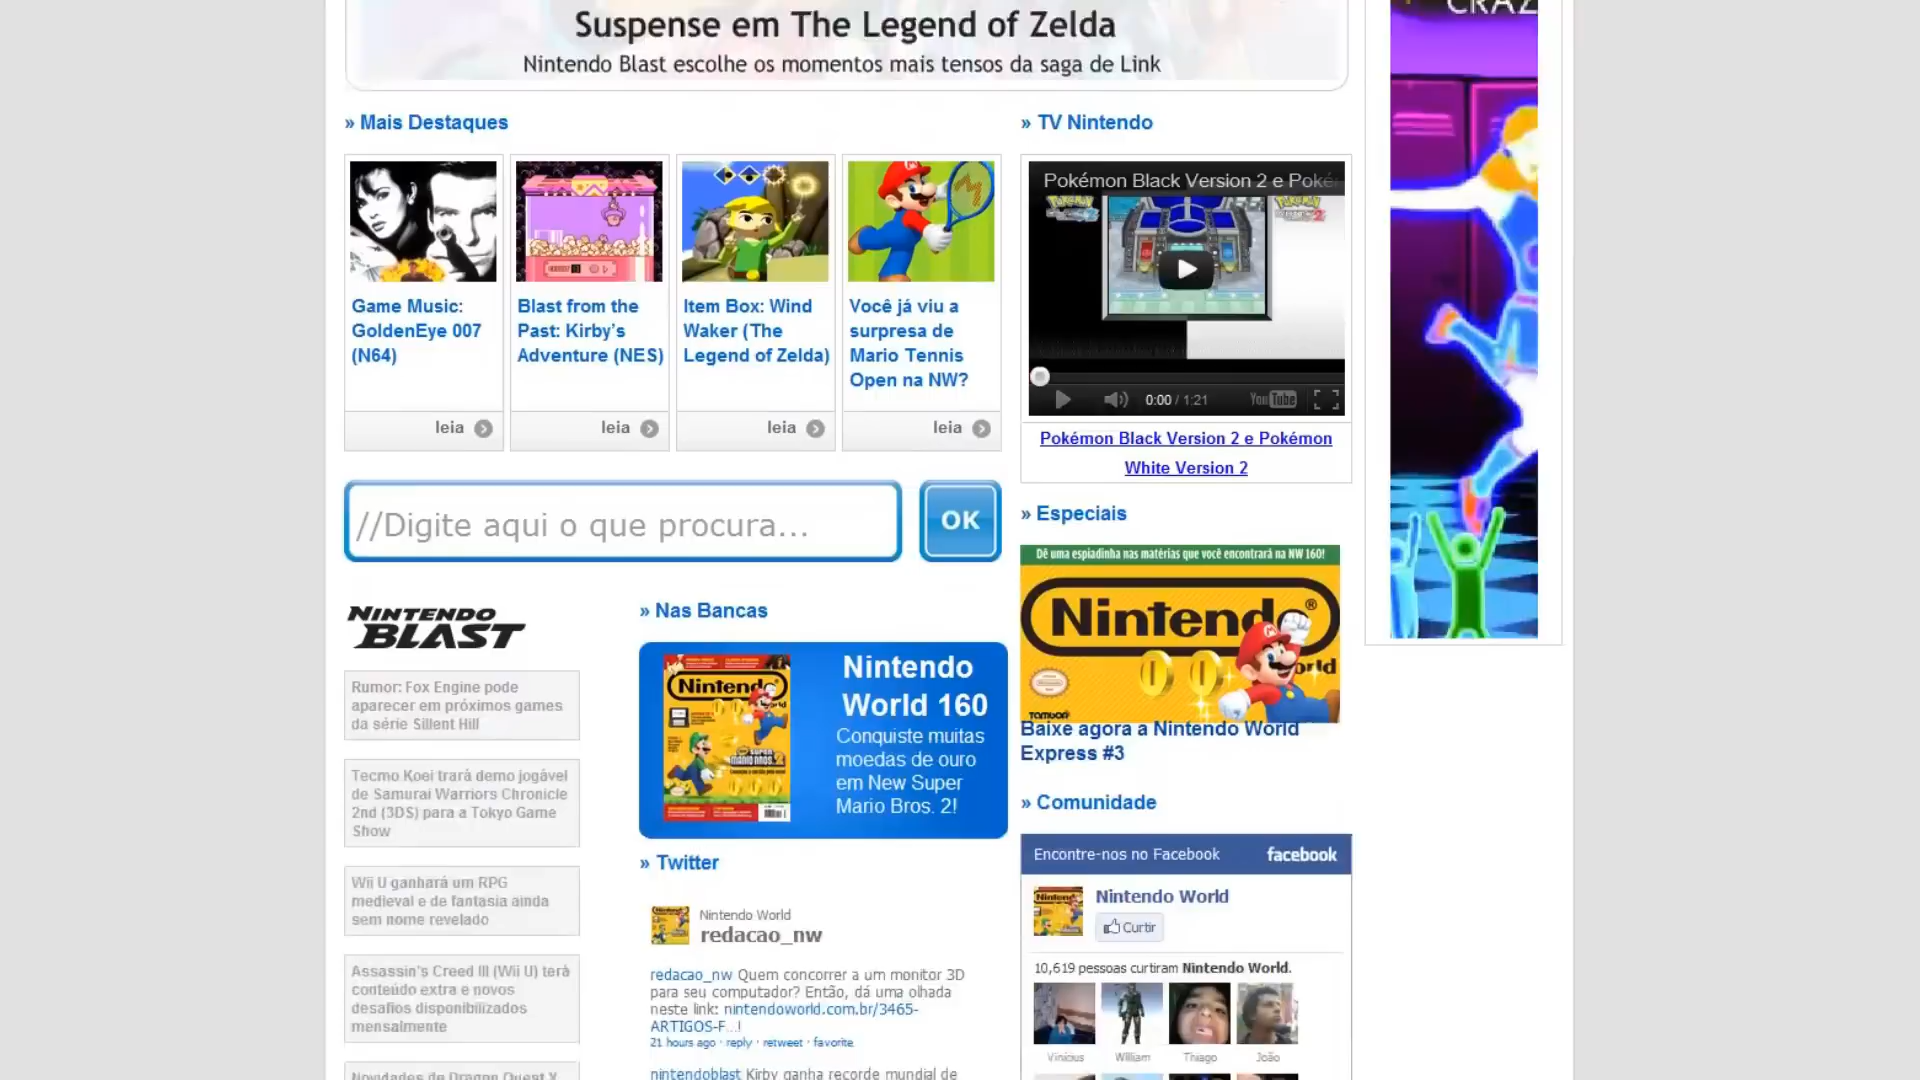 CRAZ
Suspense em The Legend of Zelda
Nintendo Blast escolhe os momentos mais tensos da saga de Link
» Mais Destaques
Game Music:
GoldenEye 007
(N64)
leia
Blast from the
Past: Kirby's
Adventure (NES)
leia
Item Box: Wind
Waker (The
Legend of Zelda)
leia
Você já viu a
surpresa de
Mario Tennis
Open na NW?
leia
» TV Nintendo
Pokémon Black Version 2 e Poké
0:00 / 1:21
YouTube
Pokémon Black Version 2 e Pokémon
White Version 2
//Digite aqui o que procura...
OK
» Especiais
Dê uma espiadinha nas matérias que você encontrará na NW 160!
Nintendo®
World
Baixe agora a Nintendo World
Express #3
NINTENDO
BLAST
Rumor: Fox Engine pode
aparecer em próximos games
da série Sillent Hill
Tecmo Koei trará demo jogável
de Samurai Warriors Chronicle
2nd (3DS) para a Tokyo Game
Show
Wii U ganhará um RPG
medieval e de fantasia ainda
sem nome revelado
Assassin's Creed III (Wii U) terá
conteúdo extra e novos
desafios disponibilizados
mensalmente
Novidades de Dragon Quest X
» Nas Bancas
Nintendo
World 160
Conquiste muitas
moedas de ouro
em New Super
Mario Bros. 2!
» Twitter
Nintendo World
redacao_nw
redacao_nw Quem concorrer a um monitor 3D
para seu computador? Então, dá uma olhada
neste link: nintendoworld.com.br/3465-
ARTIGOS-F…!
21 hours ago · reply · retweet · favorite
nintendoblast Kirby ganha recorde mundial de
» Comunidade
Encontre-nos no Facebook
facebook
Nintendo World
Curtir
10,619 pessoas curtiram Nintendo World.
Vinicius
William
Thiago
João